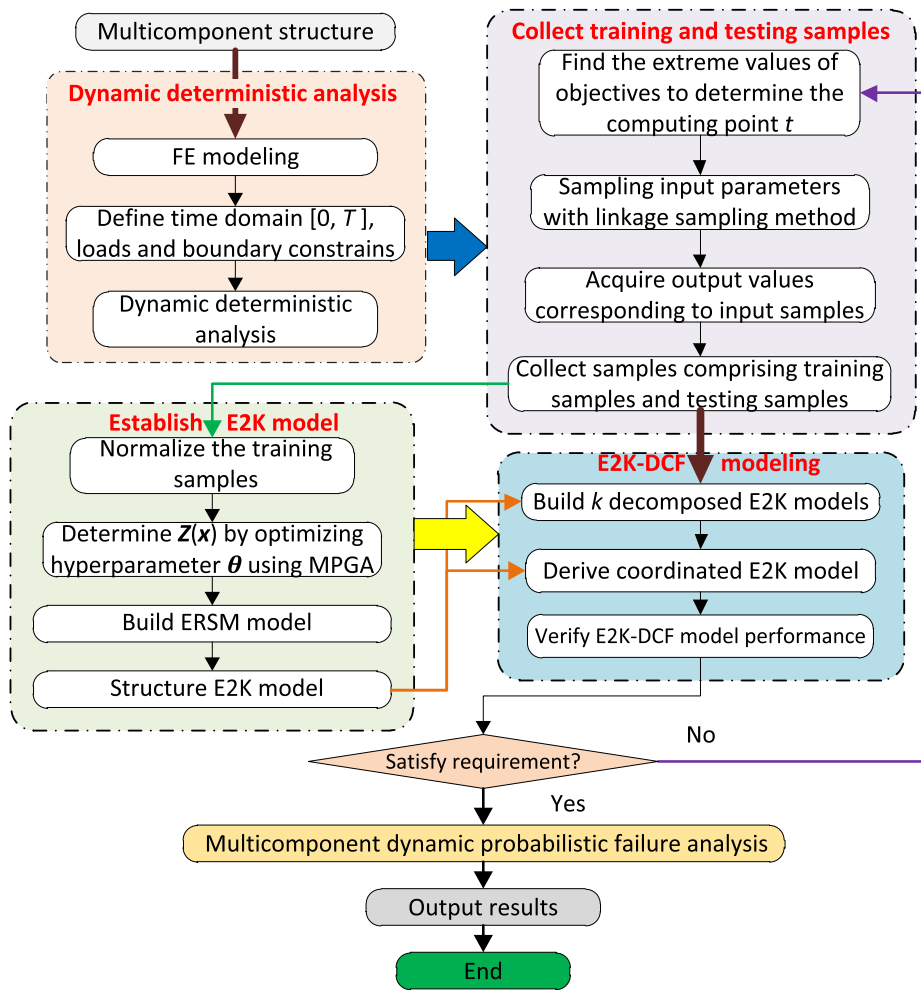 Multicomponent structure
Dynamic deterministic analysis
FE modeling
Define time domain [0, T ],
loads and boundary constrains
Dynamic deterministic
analysis
Collect training and testing samples
Find the extreme values of
objectives to determine the
computing point t
Sampling input parameters
with linkage sampling method
Acquire output values
corresponding to input samples
Collect samples comprising training
samples and testing samples
Establish E2K model
Normalize the training
samples
Determine Z(x) by optimizing
hyperparameter θ using MPGA
Build ERSM model
Structure E2K model
E2K-DCF modeling
Build k decomposed E2K models
Derive coordinated E2K model
Verify E2K-DCF model performance
Satisfy requirement?
No
Yes
Multicomponent dynamic probabilistic failure analysis
Output results
End